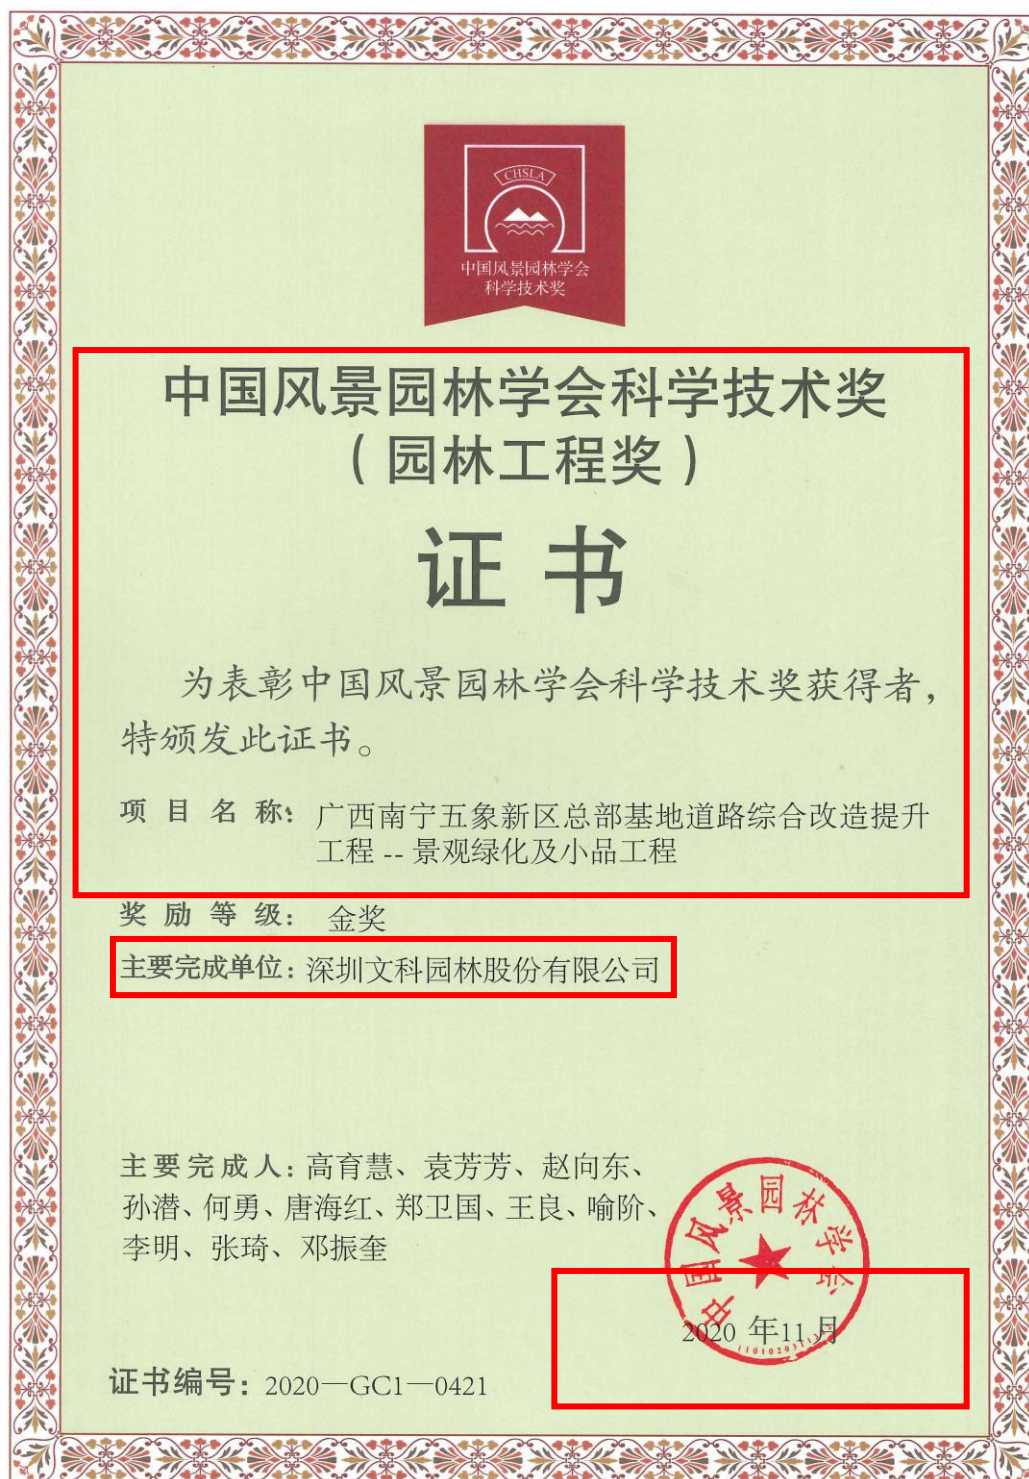 CHSLA
中国风景园林学会
科学技术奖
中国风景园林学会科学技术奖
（园林工程奖）
证书
为表彰中国风景园林学会科学技术奖获得者，
特颁发此证书。
项目名称：广西南宁五象新区总部基地道路综合改造提升
工程 -- 景观绿化及小品工程
奖励等级： 金奖
主要完成单位：深圳文科园林股份有限公司
主要完成人：高育慧、袁芳芳、赵向东、
孙潜、何勇、唐海红、郑卫国、王良、喻阶、
李明、张琦、邓振奎
中国风景园林学会
2020 年11月
证书编号：2020—GC1—0421